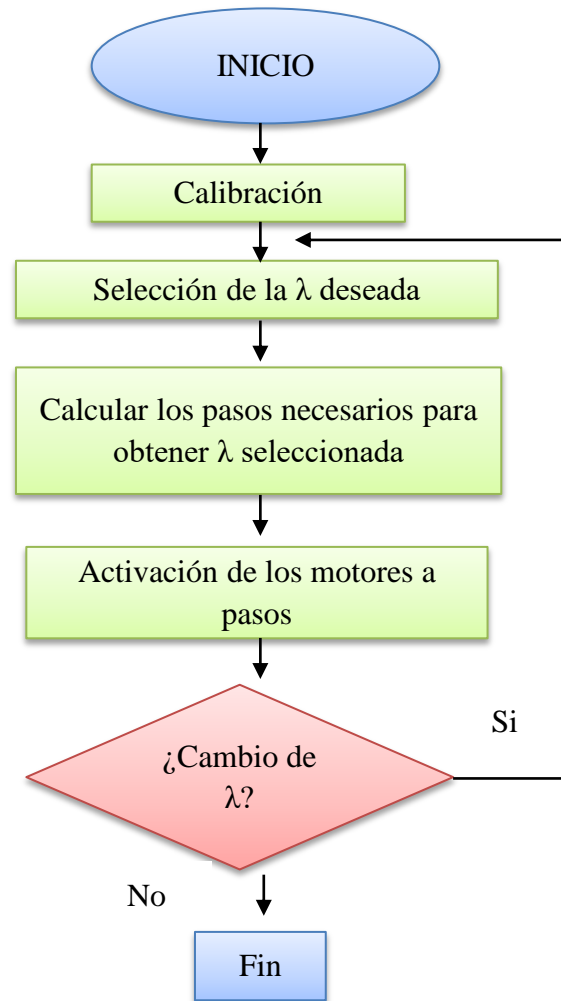 INICIO
Calibración
Selección de la λ deseada
Calcular los pasos necesarios para
obtener λ seleccionada
Activación de los motores a
pasos
¿Cambio de
λ?
Si
No
Fin